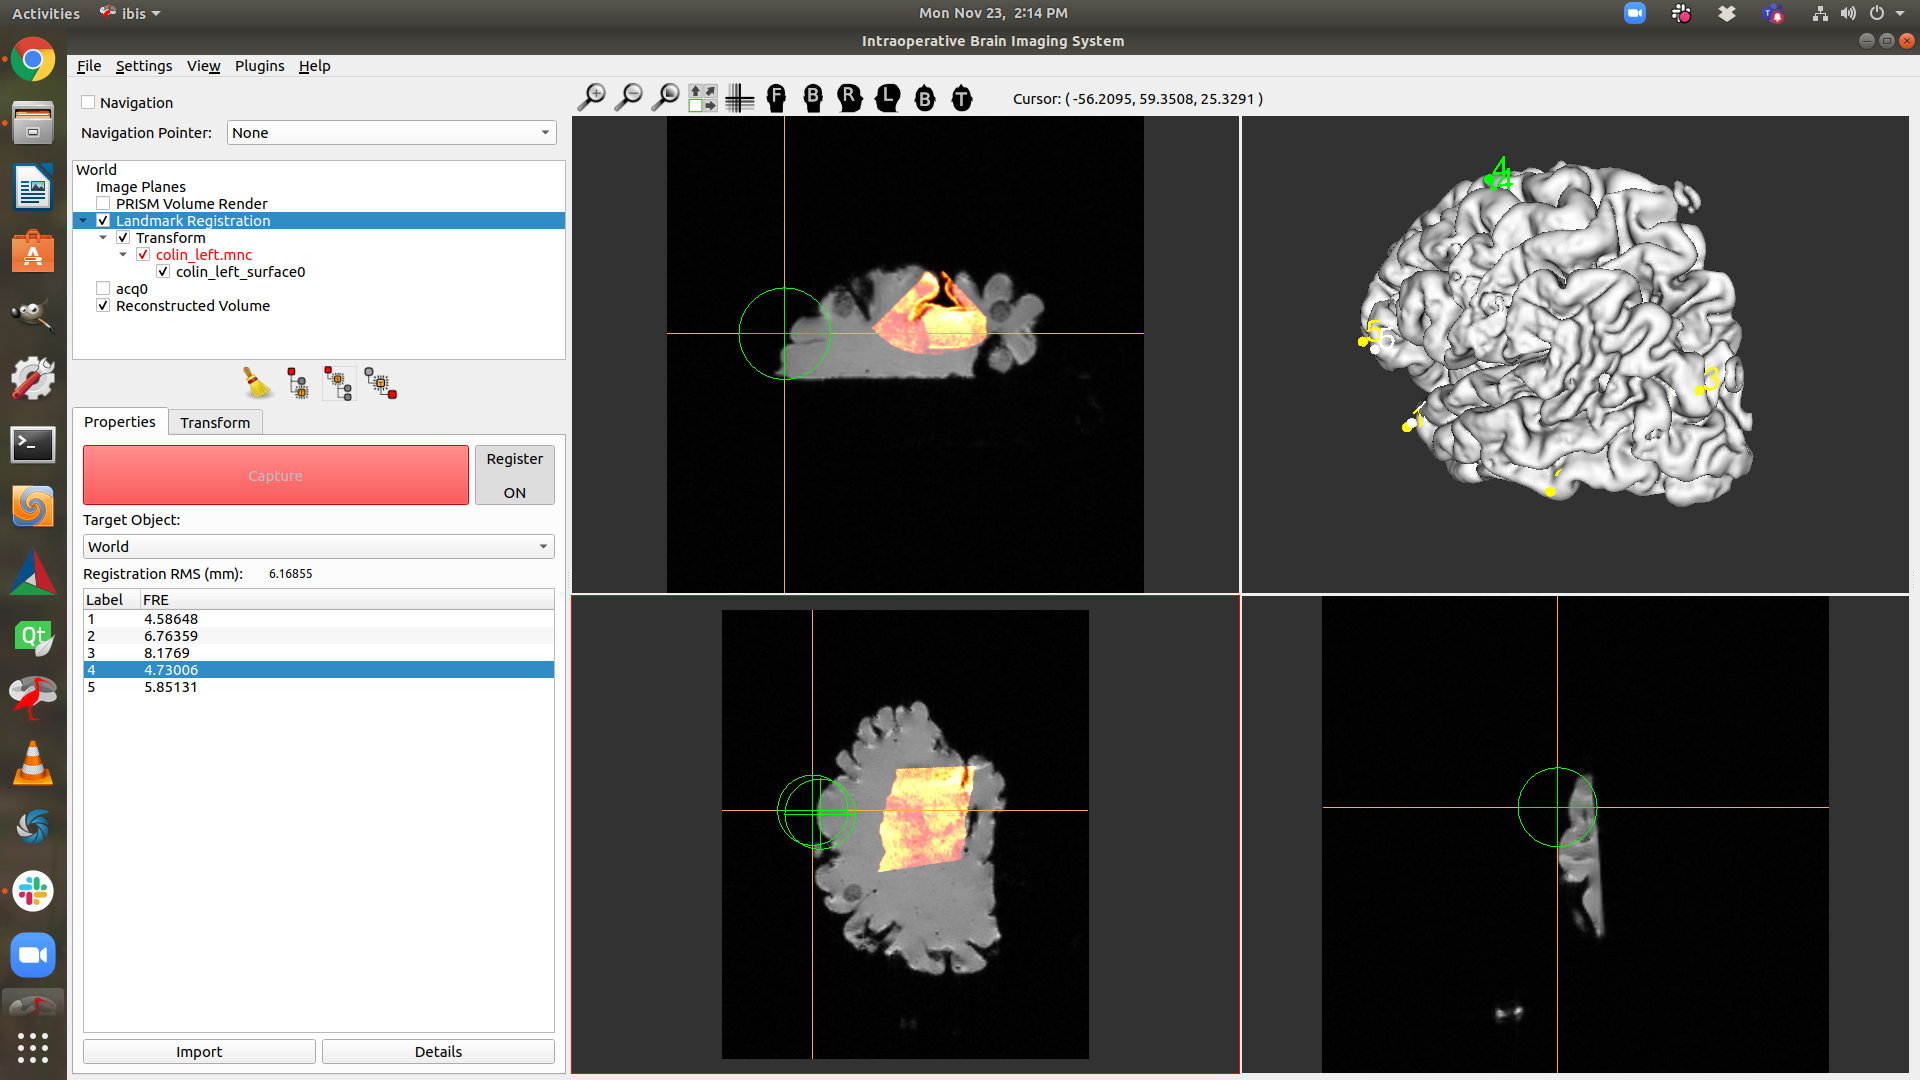 Activities ibis Mon Nov 23, 2:14 PM
Intraoperative Brain Imaging System
File Settings View Plugins Help
Navigation
Navigation Pointer: None
F B R L B T Cursor: ( -56.2095, 59.3508, 25.3291 )
World
Image Planes
PRISM Volume Render
Landmark Registration
Transform
colin_left.mnc
colin_left_surface0
acq0
Reconstructed Volume
Properties Transform
Capture
Register
ON
Target Object:
World
Registration RMS (mm): 6.16855
Label FRE
1 4.58648
2 6.76359
3 8.1769
4 4.73006
5 5.85131
Import Details
4
5
3
Qt